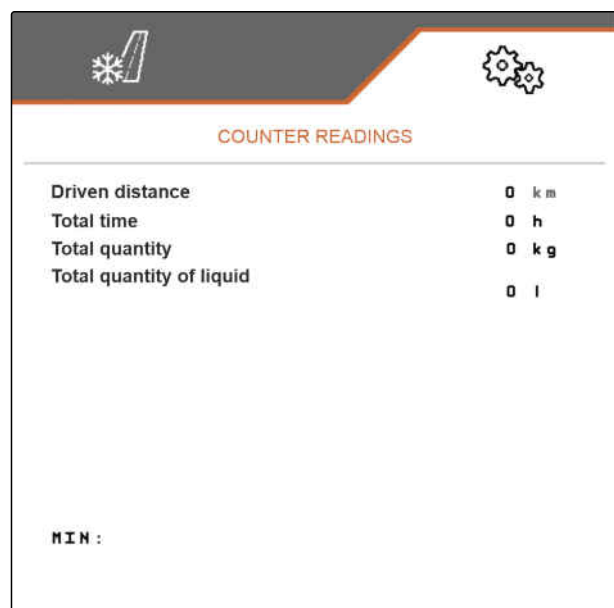 COUNTER READINGS
Driven distance 0 km
Total time 0 h
Total quantity 0 kg
Total quantity of liquid
0 l
MIN: